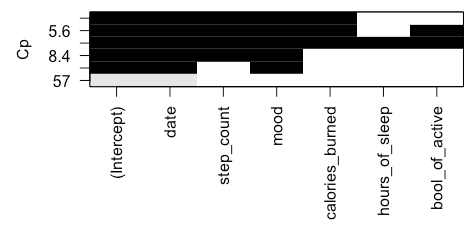 Cp
5.6
8.4
57
(Intercept)
date
step_count
mood
calories_burned
hours_of_sleep
bool_of_active